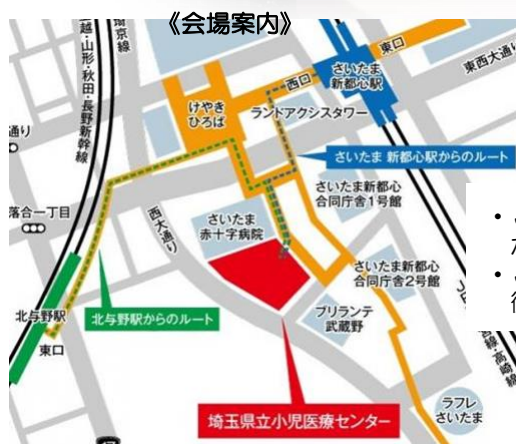 《会場案内》
埼京線
越・山形・秋田・長野新幹線
通り
落合一丁目
けやき
ひろば
西口
東口
さいたま
新都心駅
東西大通り
ランドアクシスタワー
さいたま 新都心駅からのルート
西大通り
さいたま
赤十字病院
さいたま新都心
合同庁舎1号館
さいたま新都心
合同庁舎2号館
北与野駅
東口
北与野駅からのルート
ブリランテ
武蔵野
埼玉県立小児医療センター
ラフレ
さいたま
宮線・高崎線